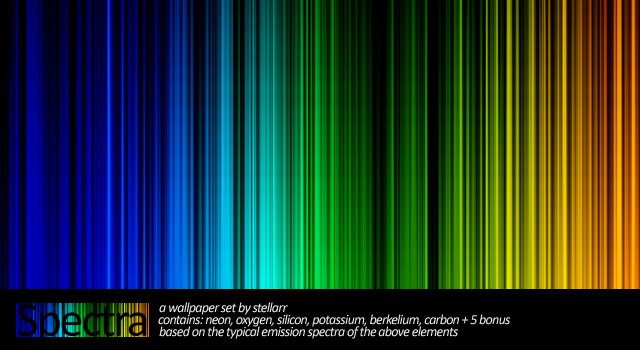 Spectra
a wallpaper set by stellarr
contains: neon, oxygen, silicon, potassium, berkelium, carbon + 5 bonus
based on the typical emission spectra of the above elements